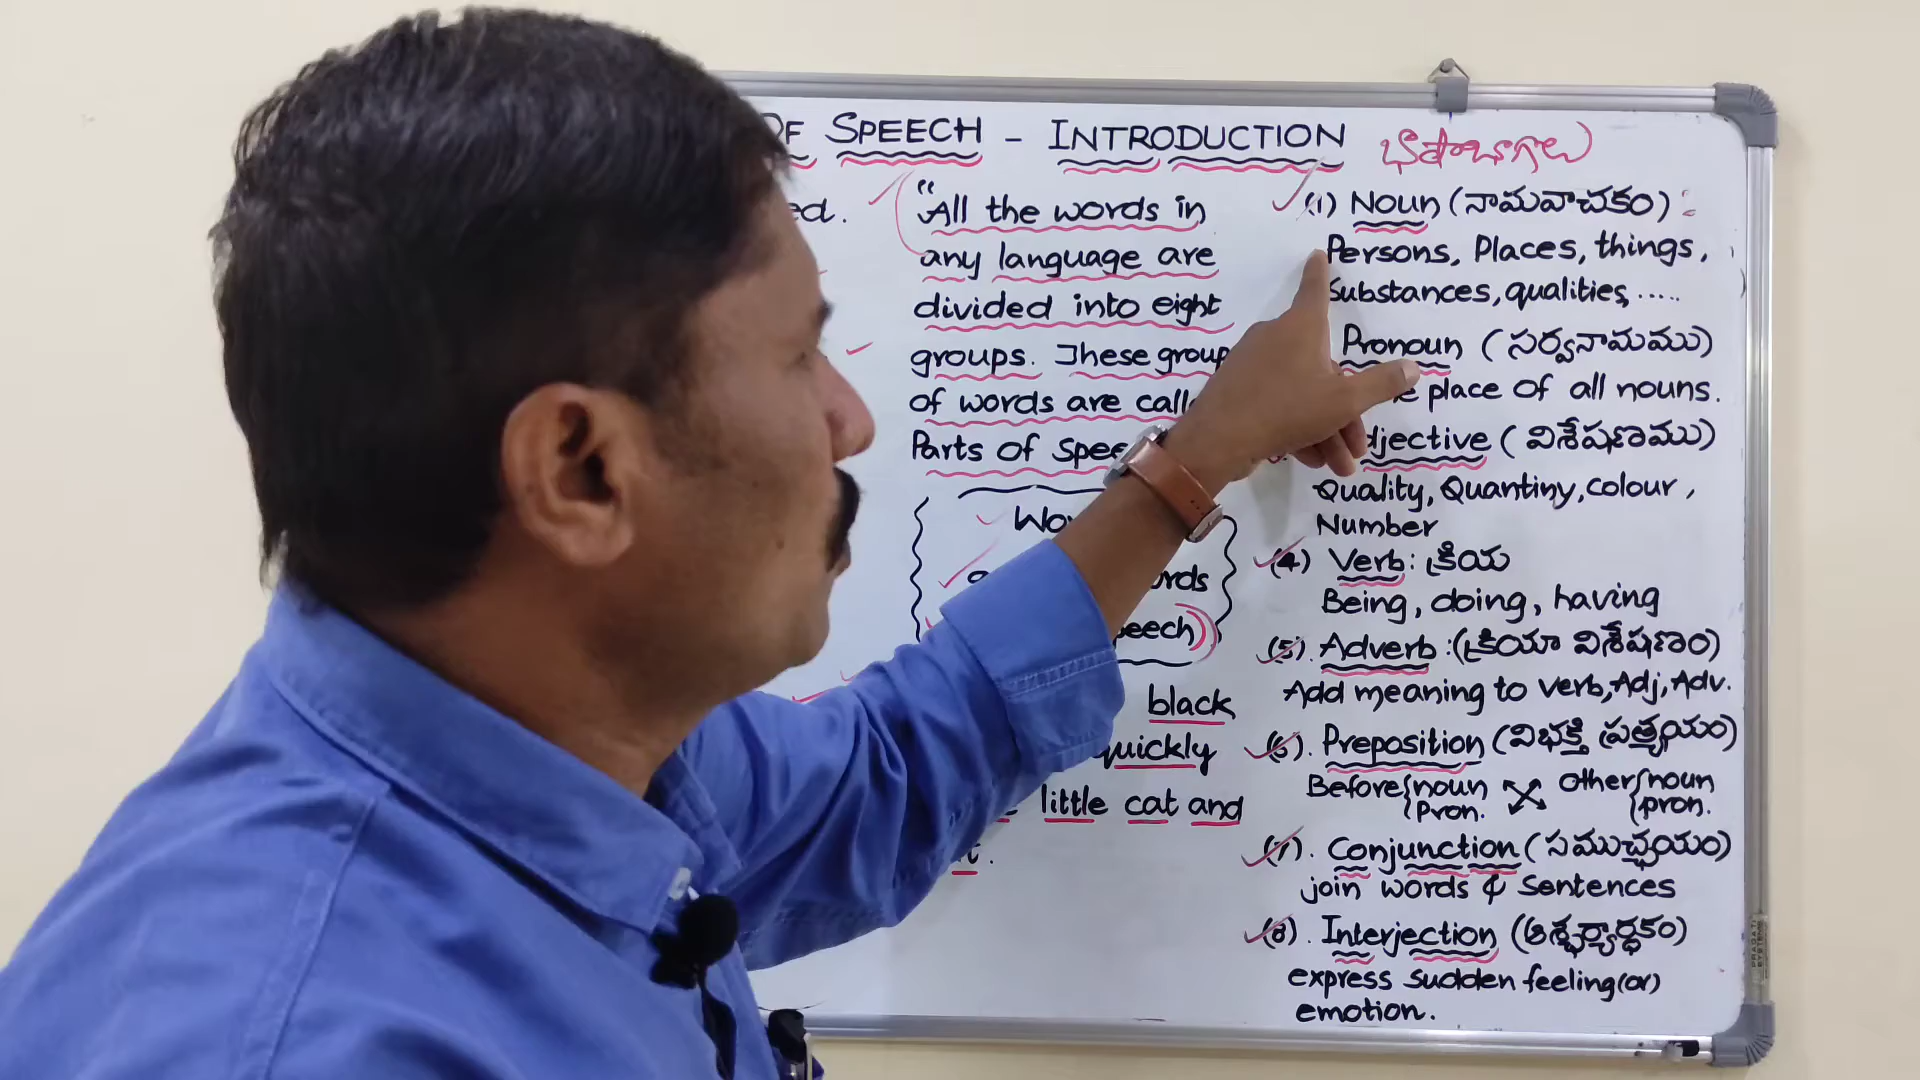 OF SPEECH - INTRODUCTION భాషాభాగాలు
ed.
"All the words in
any language are
divided into eight
groups. These group
of words are call
Parts Of Spee
Wo
ords
peech)
black
quickly
little cat and
(1) Noun (నామవాచకం) :
Persons, Places, things,
Substances, qualities, .....
Pronoun (సర్వనామము)
place of all nouns.
djective (విశేషణము)
Quality, Quantiny, colour,
Number
(4) Verb: క్రియ
Being, doing, having
(5). Adverb :(క్రియా విశేషణం)
Add meaning to verb, Adj, Adv.
(6). Preposition (విభక్తి ప్రత్యయం)
Before { noun other { noun
{ Pron. { pron.
(7). Conjunction (సముచ్ఛయం)
join words & Sentences
(8). Interjection (ఆశ్చర్యార్ధకం)
express sudden feeling (or)
emotion.